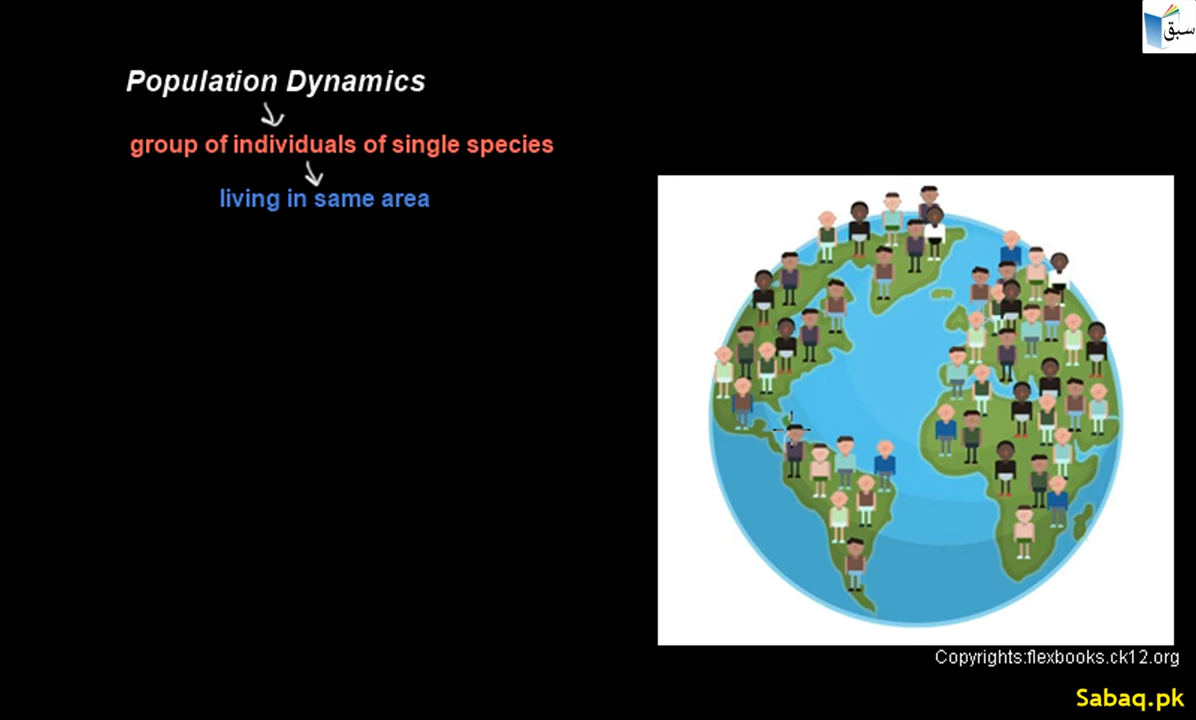 سبق
Population Dynamics
group of individuals of single species
living in same area
Copyrights:flexbooks.ck12.org
Sabaq.pk